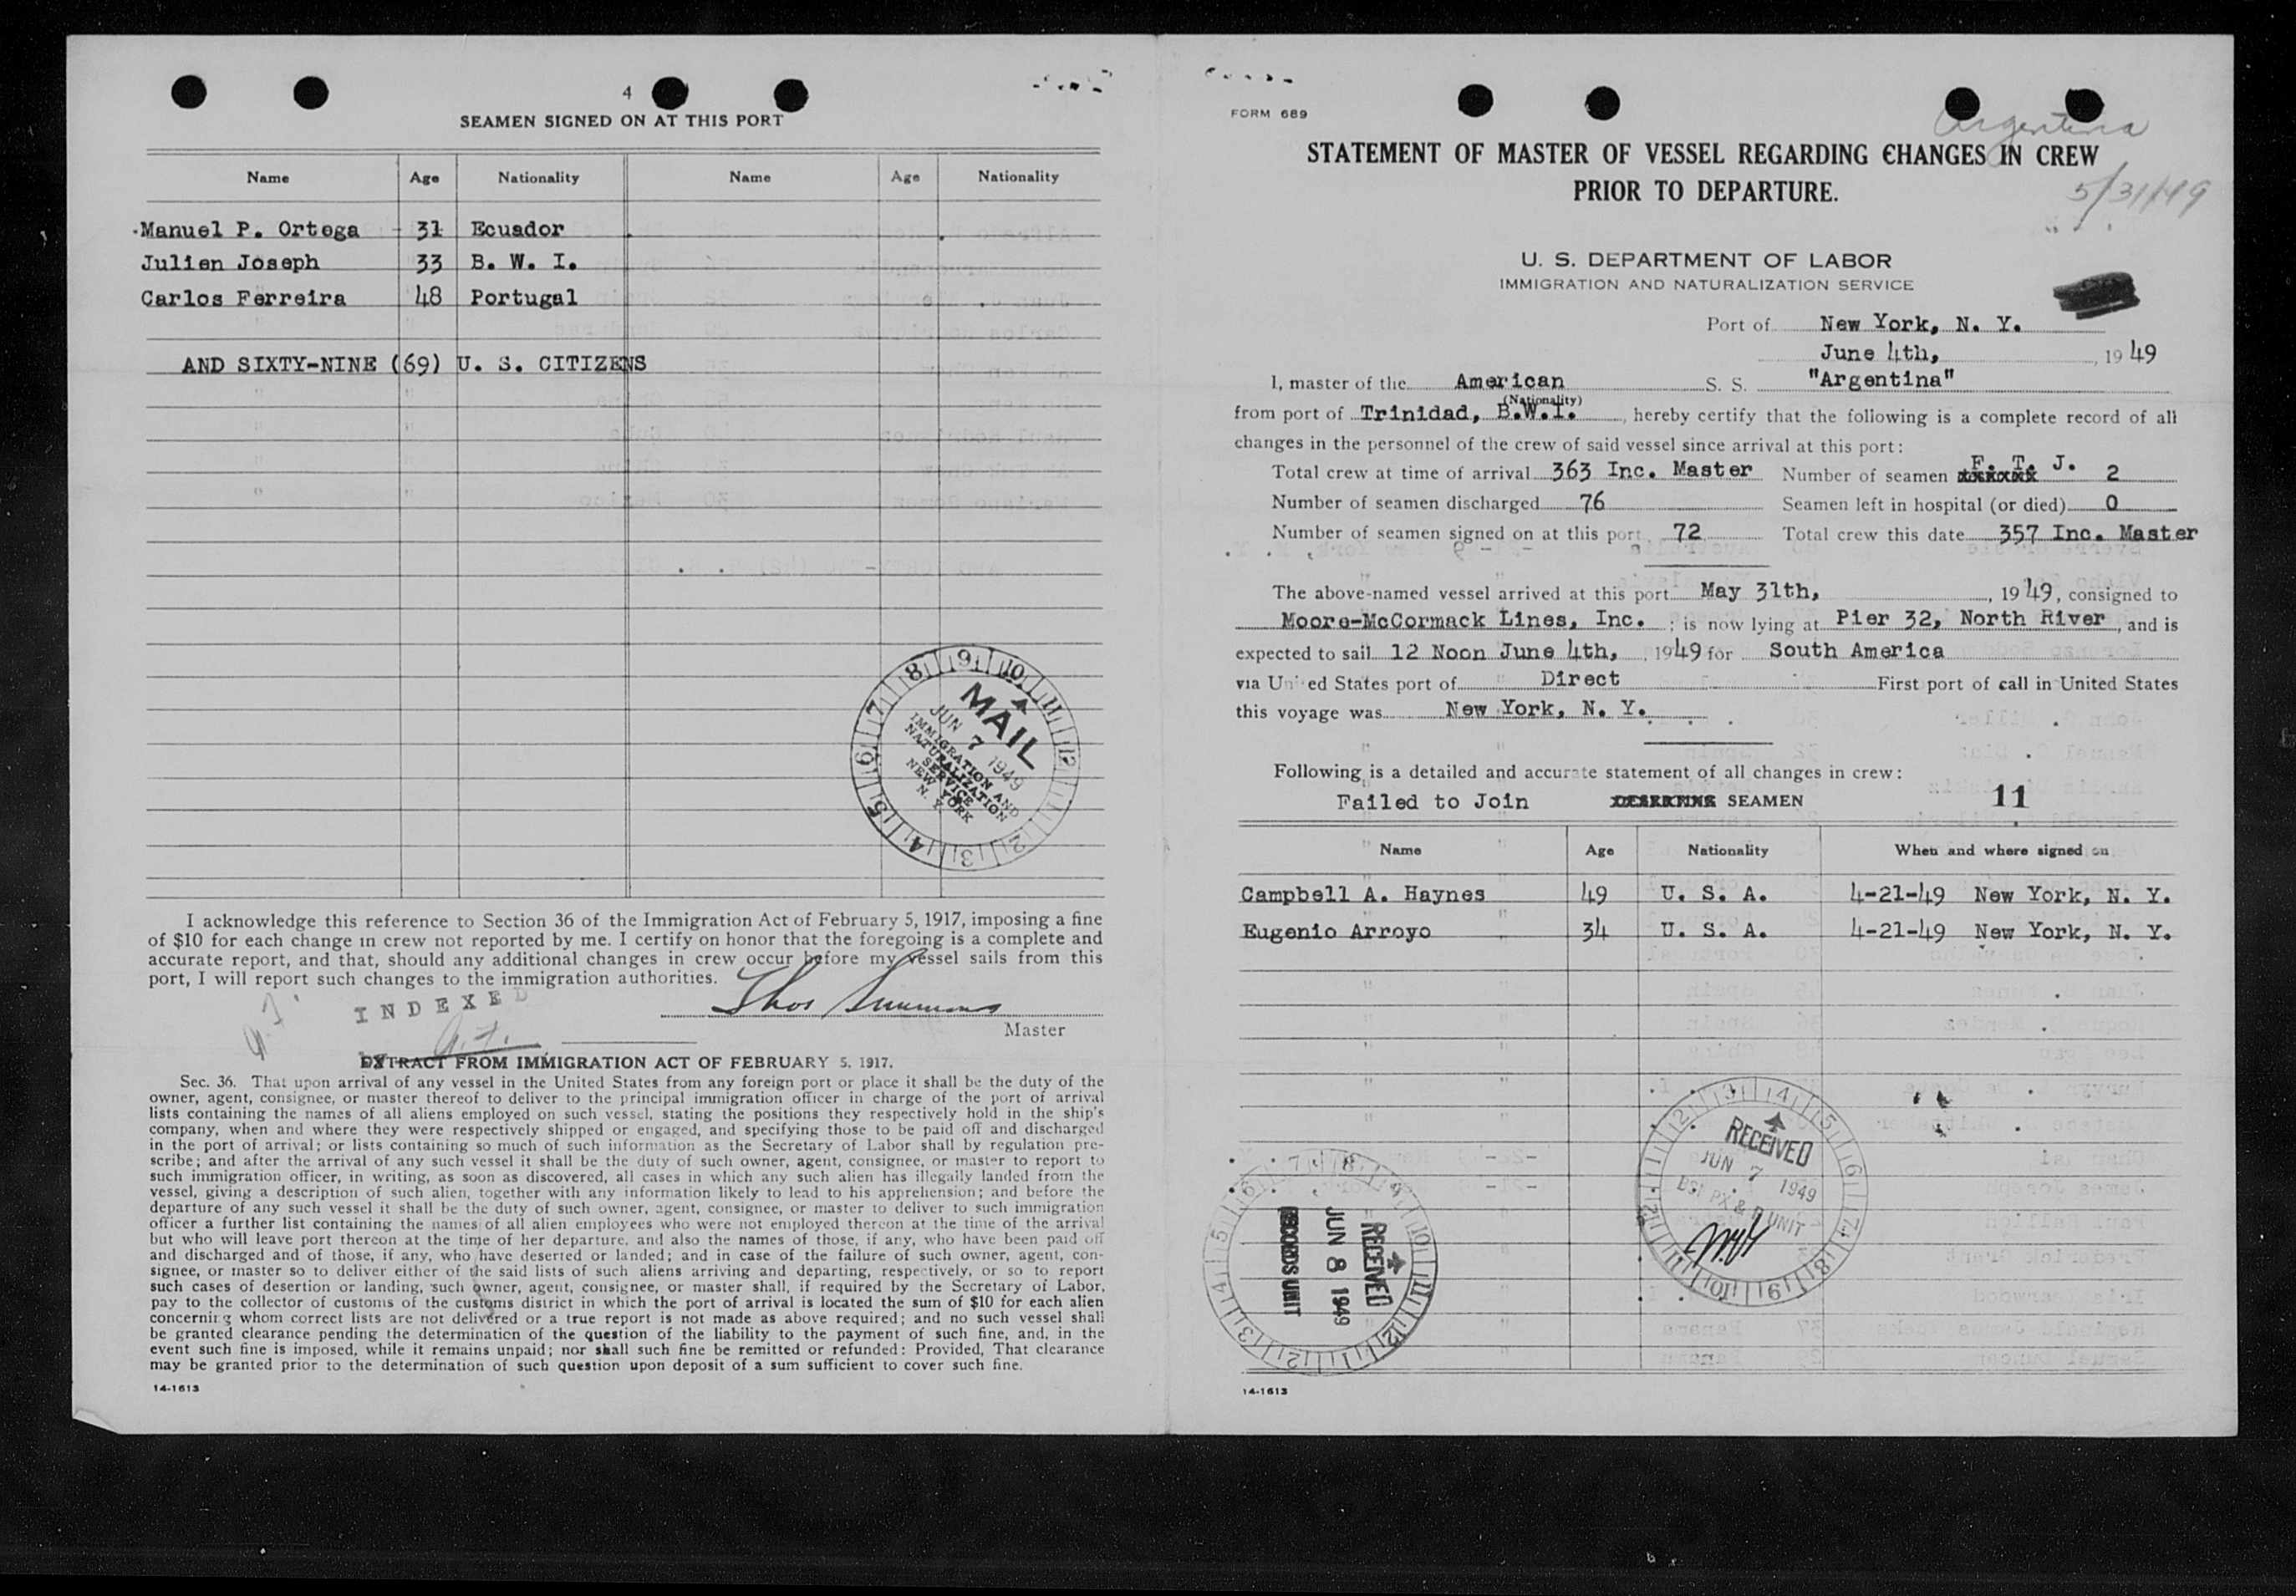 4
SEAMEN SIGNED ON AT THIS PORT
Name Age Nationality Name Age Nationality
Manuel P. Ortega 31 Ecuador
Julien Joseph 33 B. W. I.
Carlos Ferreira 48 Portugal
AND SIXTY-NINE (69) U. S. CITIZENS
MAIL
JUN 7 1949
IMMIGRATION AND
NATURALIZATION
SERVICE
NEW YORK
N. Y.
I acknowledge this reference to Section 36 of the Immigration Act of February 5, 1917, imposing a fine
of $10 for each change in crew not reported by me. I certify on honor that the foregoing is a complete and
accurate report, and that, should any additional changes in crew occur before my vessel sails from this
port, I will report such changes to the immigration authorities.
INDEXED
Thos Simmons
Master
EXTRACT FROM IMMIGRATION ACT OF FEBRUARY 5, 1917.
Sec. 36. That upon arrival of any vessel in the United States from any foreign port or place it shall be the duty of the
owner, agent, consignee, or master thereof to deliver to the principal immigration officer in charge of the port of arrival
lists containing the names of all aliens employed on such vessel, stating the positions they respectively hold in the ship's
company, when and where they were respectively shipped or engaged, and specifying those to be paid off and discharged
in the port of arrival; or lists containing so much of such information as the Secretary of Labor shall by regulation pre-
scribe; and after the arrival of any such vessel it shall be the duty of such owner, agent, consignee, or master to report to
such immigration officer, in writing, as soon as discovered, all cases in which any such alien has illegally landed from the
vessel, giving a description of such alien, together with any information likely to lead to his apprehension; and before the
departure of any such vessel it shall be the duty of such owner, agent, consignee, or master to deliver to such immigration
officer a further list containing the names of all alien employees who were not employed thereon at the time of the arrival
but who will leave port thereon at the time of her departure, and also the names of those, if any, who have been paid off
and discharged and of those, if any, who have deserted or landed; and in case of the failure of such owner, agent, con-
signee, or master so to deliver either of the said lists of such aliens arriving and departing, respectively, or so to report
such cases of desertion or landing, such owner, agent, consignee, or master shall, if required by the Secretary of Labor,
pay to the collector of customs of the customs district in which the port of arrival is located the sum of $10 for each alien
concerning whom correct lists are not delivered or a true report is not made as above required; and no such vessel shall
be granted clearance pending the determination of the question of the liability to the payment of such fine, and, in the
event such fine is imposed, while it remains unpaid; nor shall such fine be remitted or refunded: Provided, That clearance
may be granted prior to the determination of such question upon deposit of a sum sufficient to cover such fine.
14-1613
FORM 689
Argentina
5/31/49
STATEMENT OF MASTER OF VESSEL REGARDING CHANGES IN CREW
PRIOR TO DEPARTURE.
U. S. DEPARTMENT OF LABOR
IMMIGRATION AND NATURALIZATION SERVICE
Port of New York, N. Y.
June 4th, , 1949
I, master of the American S. S. "Argentina"
(Nationality)
from port of Trinidad, B.W.I. , hereby certify that the following is a complete record of all
changes in the personnel of the crew of said vessel since arrival at this port:
Total crew at time of arrival 363 Inc. Master Number of seamen F. T. J. 2
Number of seamen discharged 76 Seamen left in hospital (or died) 0
Number of seamen signed on at this port 72 Total crew this date 357 Inc. Master
The above-named vessel arrived at this port May 31th, , 1949, consigned to
Moore-McCormack Lines, Inc. ; is now lying at Pier 32, North River , and is
expected to sail 12 Noon June 4th, , 1949 for South America
via United States port of Direct First port of call in United States
this voyage was New York, N. Y.
Following is a detailed and accurate statement of all changes in crew:
Failed to Join SEAMEN 11
Name Age Nationality When and where signed on
Campbell A. Haynes 49 U. S. A. 4-21-49 New York, N. Y.
Eugenio Arroyo 34 U. S. A. 4-21-49 New York, N. Y.
RECEIVED
JUN 7 1949
RECEIVED
JUN 8 1949
RECORDS UNIT
14-1613